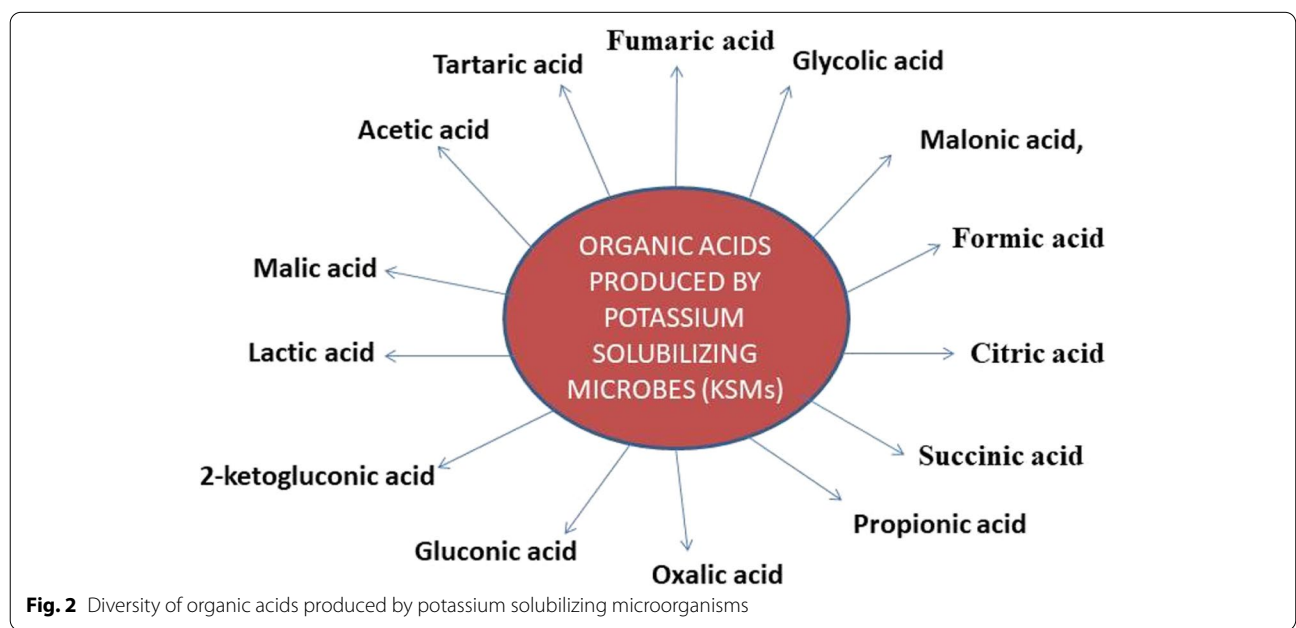 Fumaric acid
Tartaric acid
Glycolic acid
Acetic acid
Malonic acid,
Malic acid
Formic acid
Lactic acid
Citric acid
2-ketogluconic acid
Succinic acid
Gluconic acid
Propionic acid
Oxalic acid
ORGANIC ACIDS
PRODUCED BY
POTASSIUM
SOLUBILIZING
MICROBES (KSMs)
Fig. 2 Diversity of organic acids produced by potassium solubilizing microorganisms